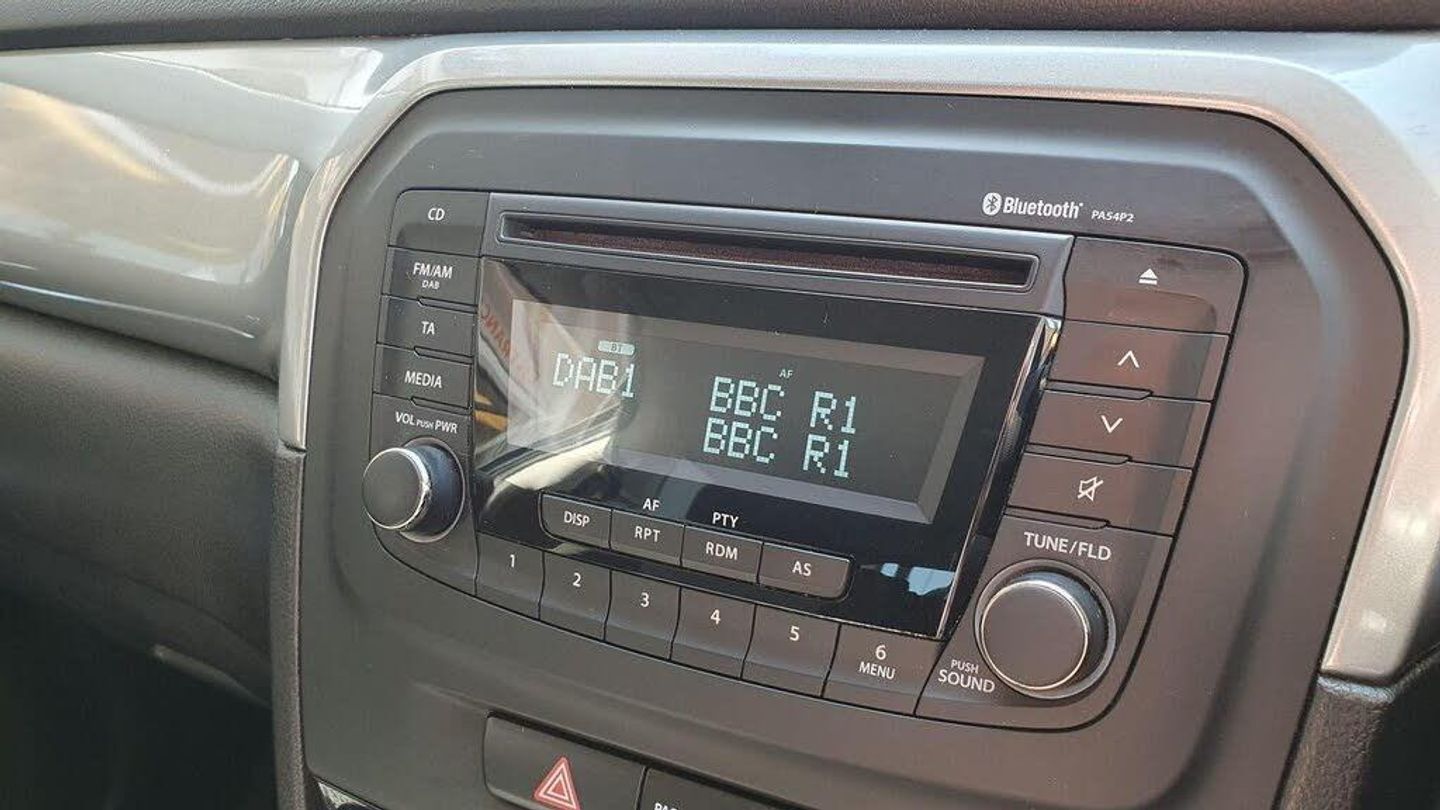 Bluetooth® PA54P2
CD
FM/AM
DAB
TA
MEDIA
VOL PUSH PWR
BT
DAB1
AF
BBC R1
BBC R1
AF
PTY
DISP
RPT
RDM
AS
1
2
3
4
5
6
MENU
TUNE/FLD
PUSH
SOUND